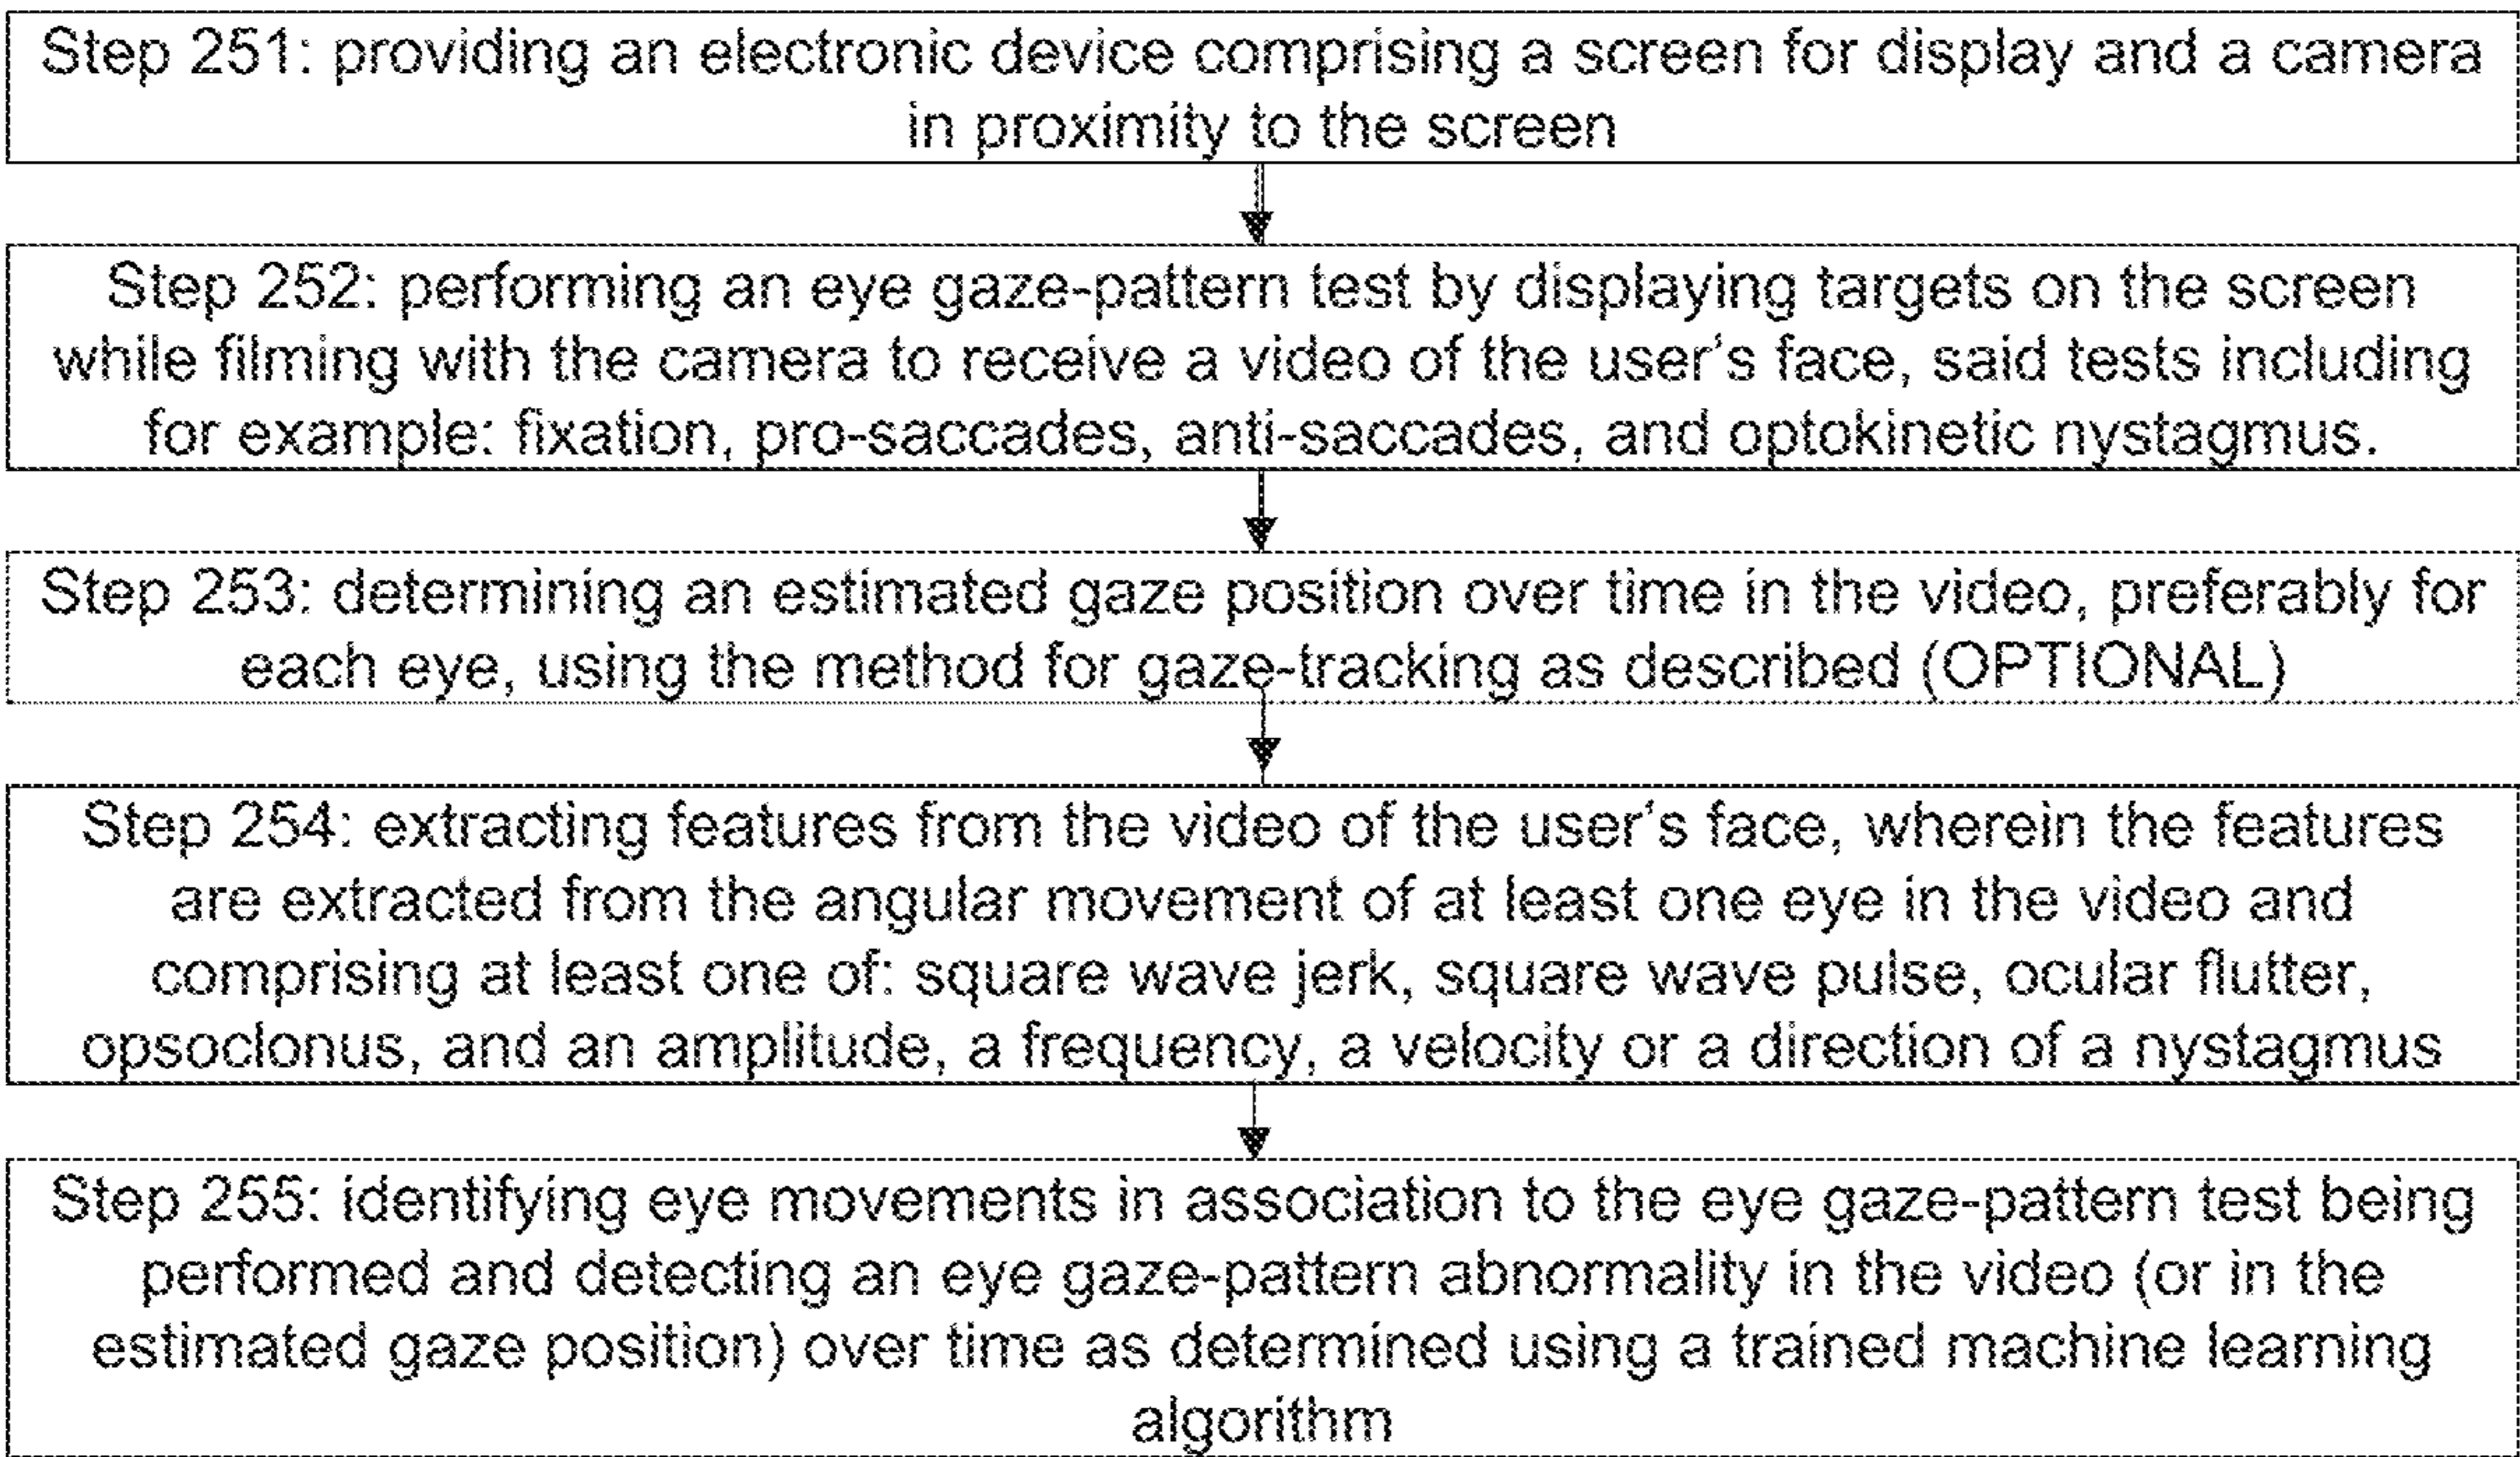 Step 251: providing an electronic device comprising a screen for display and a camera
in proximity to the screen
Step 252: performing an eye gaze-pattern test by displaying targets on the screen
while filming with the camera to receive a video of the user's face, said tests including
for example: fixation, pro-saccades, anti-saccades, and optokinetic nystagmus.
Step 253: determining an estimated gaze position over time in the video, preferably for
each eye, using the method for gaze-tracking as described (OPTIONAL)
Step 254: extracting features from the video of the user's face, wherein the features
are extracted from the angular movement of at least one eye in the video and
comprising at least one of: square wave jerk, square wave pulse, ocular flutter,
opsoclonus, and an amplitude, a frequency, a velocity or a direction of a nystagmus
Step 255: identifying eye movements in association to the eye gaze-pattern test being
performed and detecting an eye gaze-pattern abnormality in the video (or in the
estimated gaze position) over time as determined using a trained machine learning
algorithm